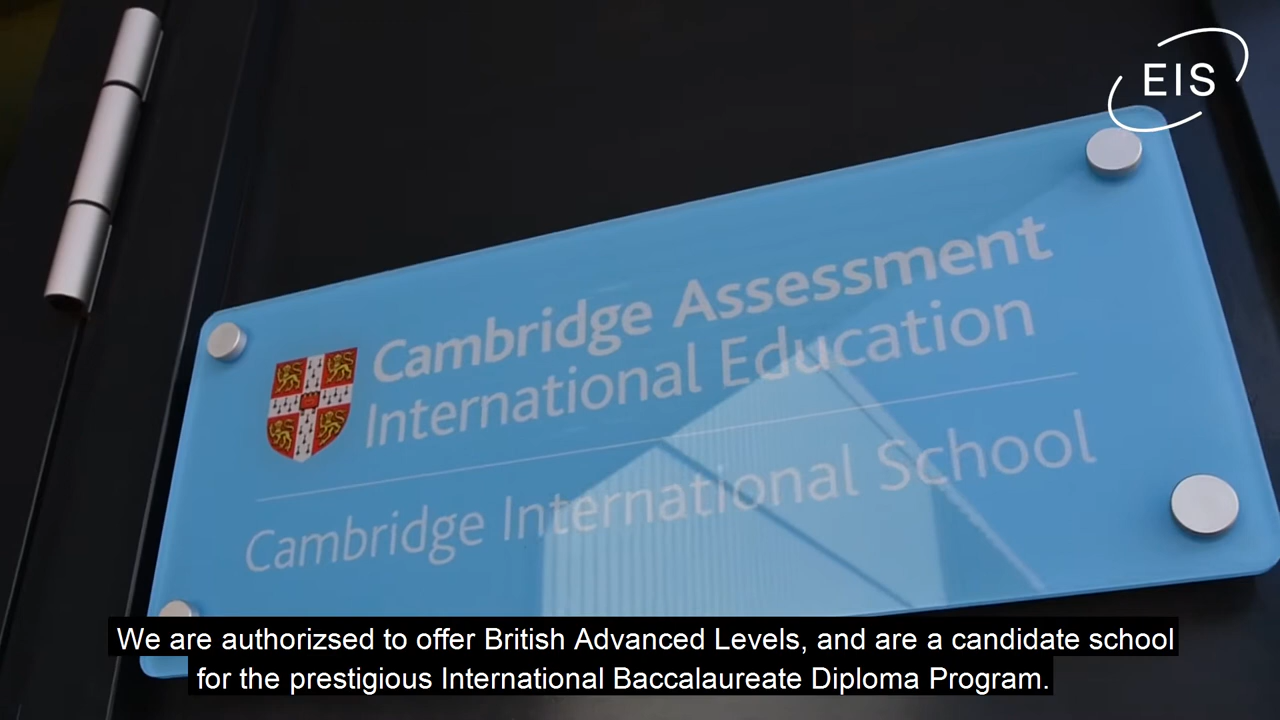 EIS
Cambridge Assessment
International Education
Cambridge International School
We are authorizsed to offer British Advanced Levels, and are a candidate school
for the prestigious International Baccalaureate Diploma Program.